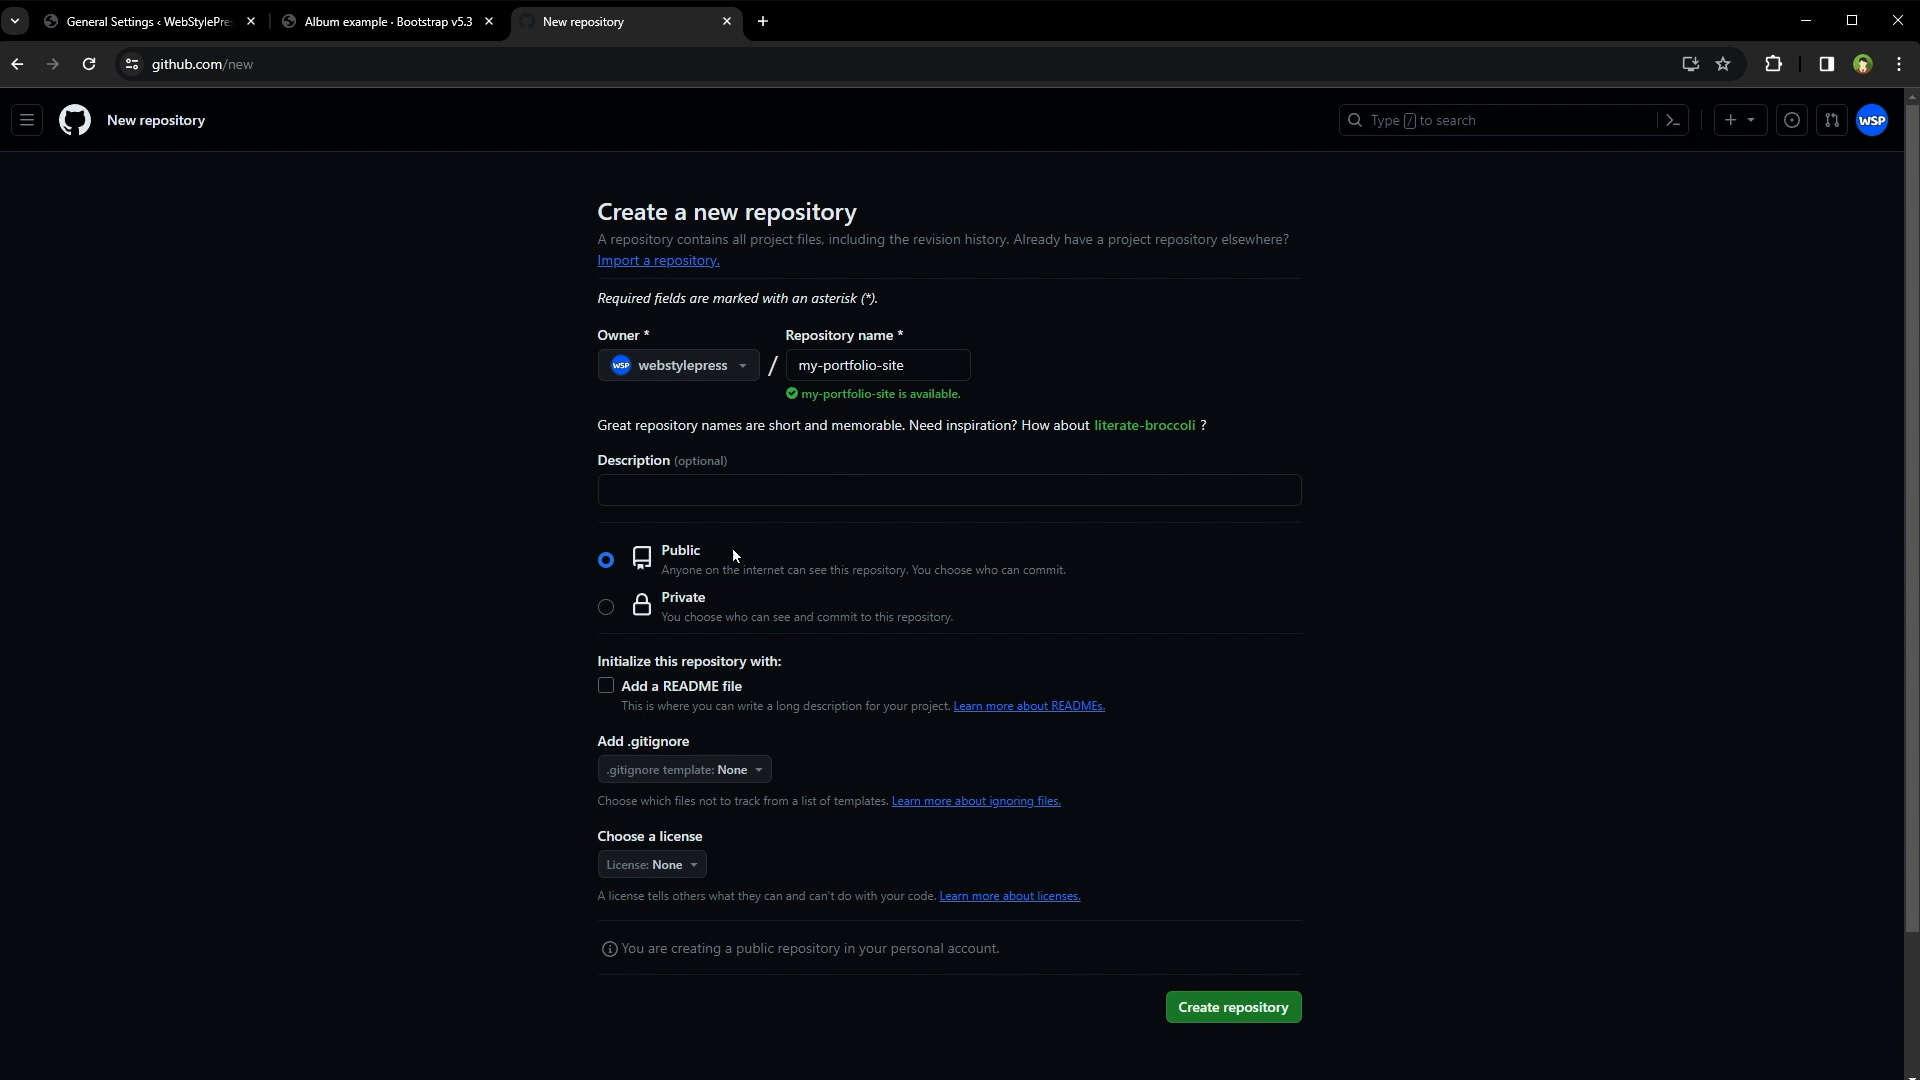 General Settings ‹ WebStylePre
Album example · Bootstrap v5.3
New repository
github.com/new
New repository
Type / to search
WSP
Create a new repository
A repository contains all project files, including the revision history. Already have a project repository elsewhere?
Import a repository.
Required fields are marked with an asterisk (*).
Owner *
Repository name *
WSP webstylepress / my-portfolio-site
my-portfolio-site is available.
Great repository names are short and memorable. Need inspiration? How about literate-broccoli ?
Description (optional)
Public
Anyone on the internet can see this repository. You choose who can commit.
Private
You choose who can see and commit to this repository.
Initialize this repository with:
Add a README file
This is where you can write a long description for your project. Learn more about READMEs.
Add .gitignore
.gitignore template: None
Choose which files not to track from a list of templates. Learn more about ignoring files.
Choose a license
License: None
A license tells others what they can and can't do with your code. Learn more about licenses.
You are creating a public repository in your personal account.
Create repository